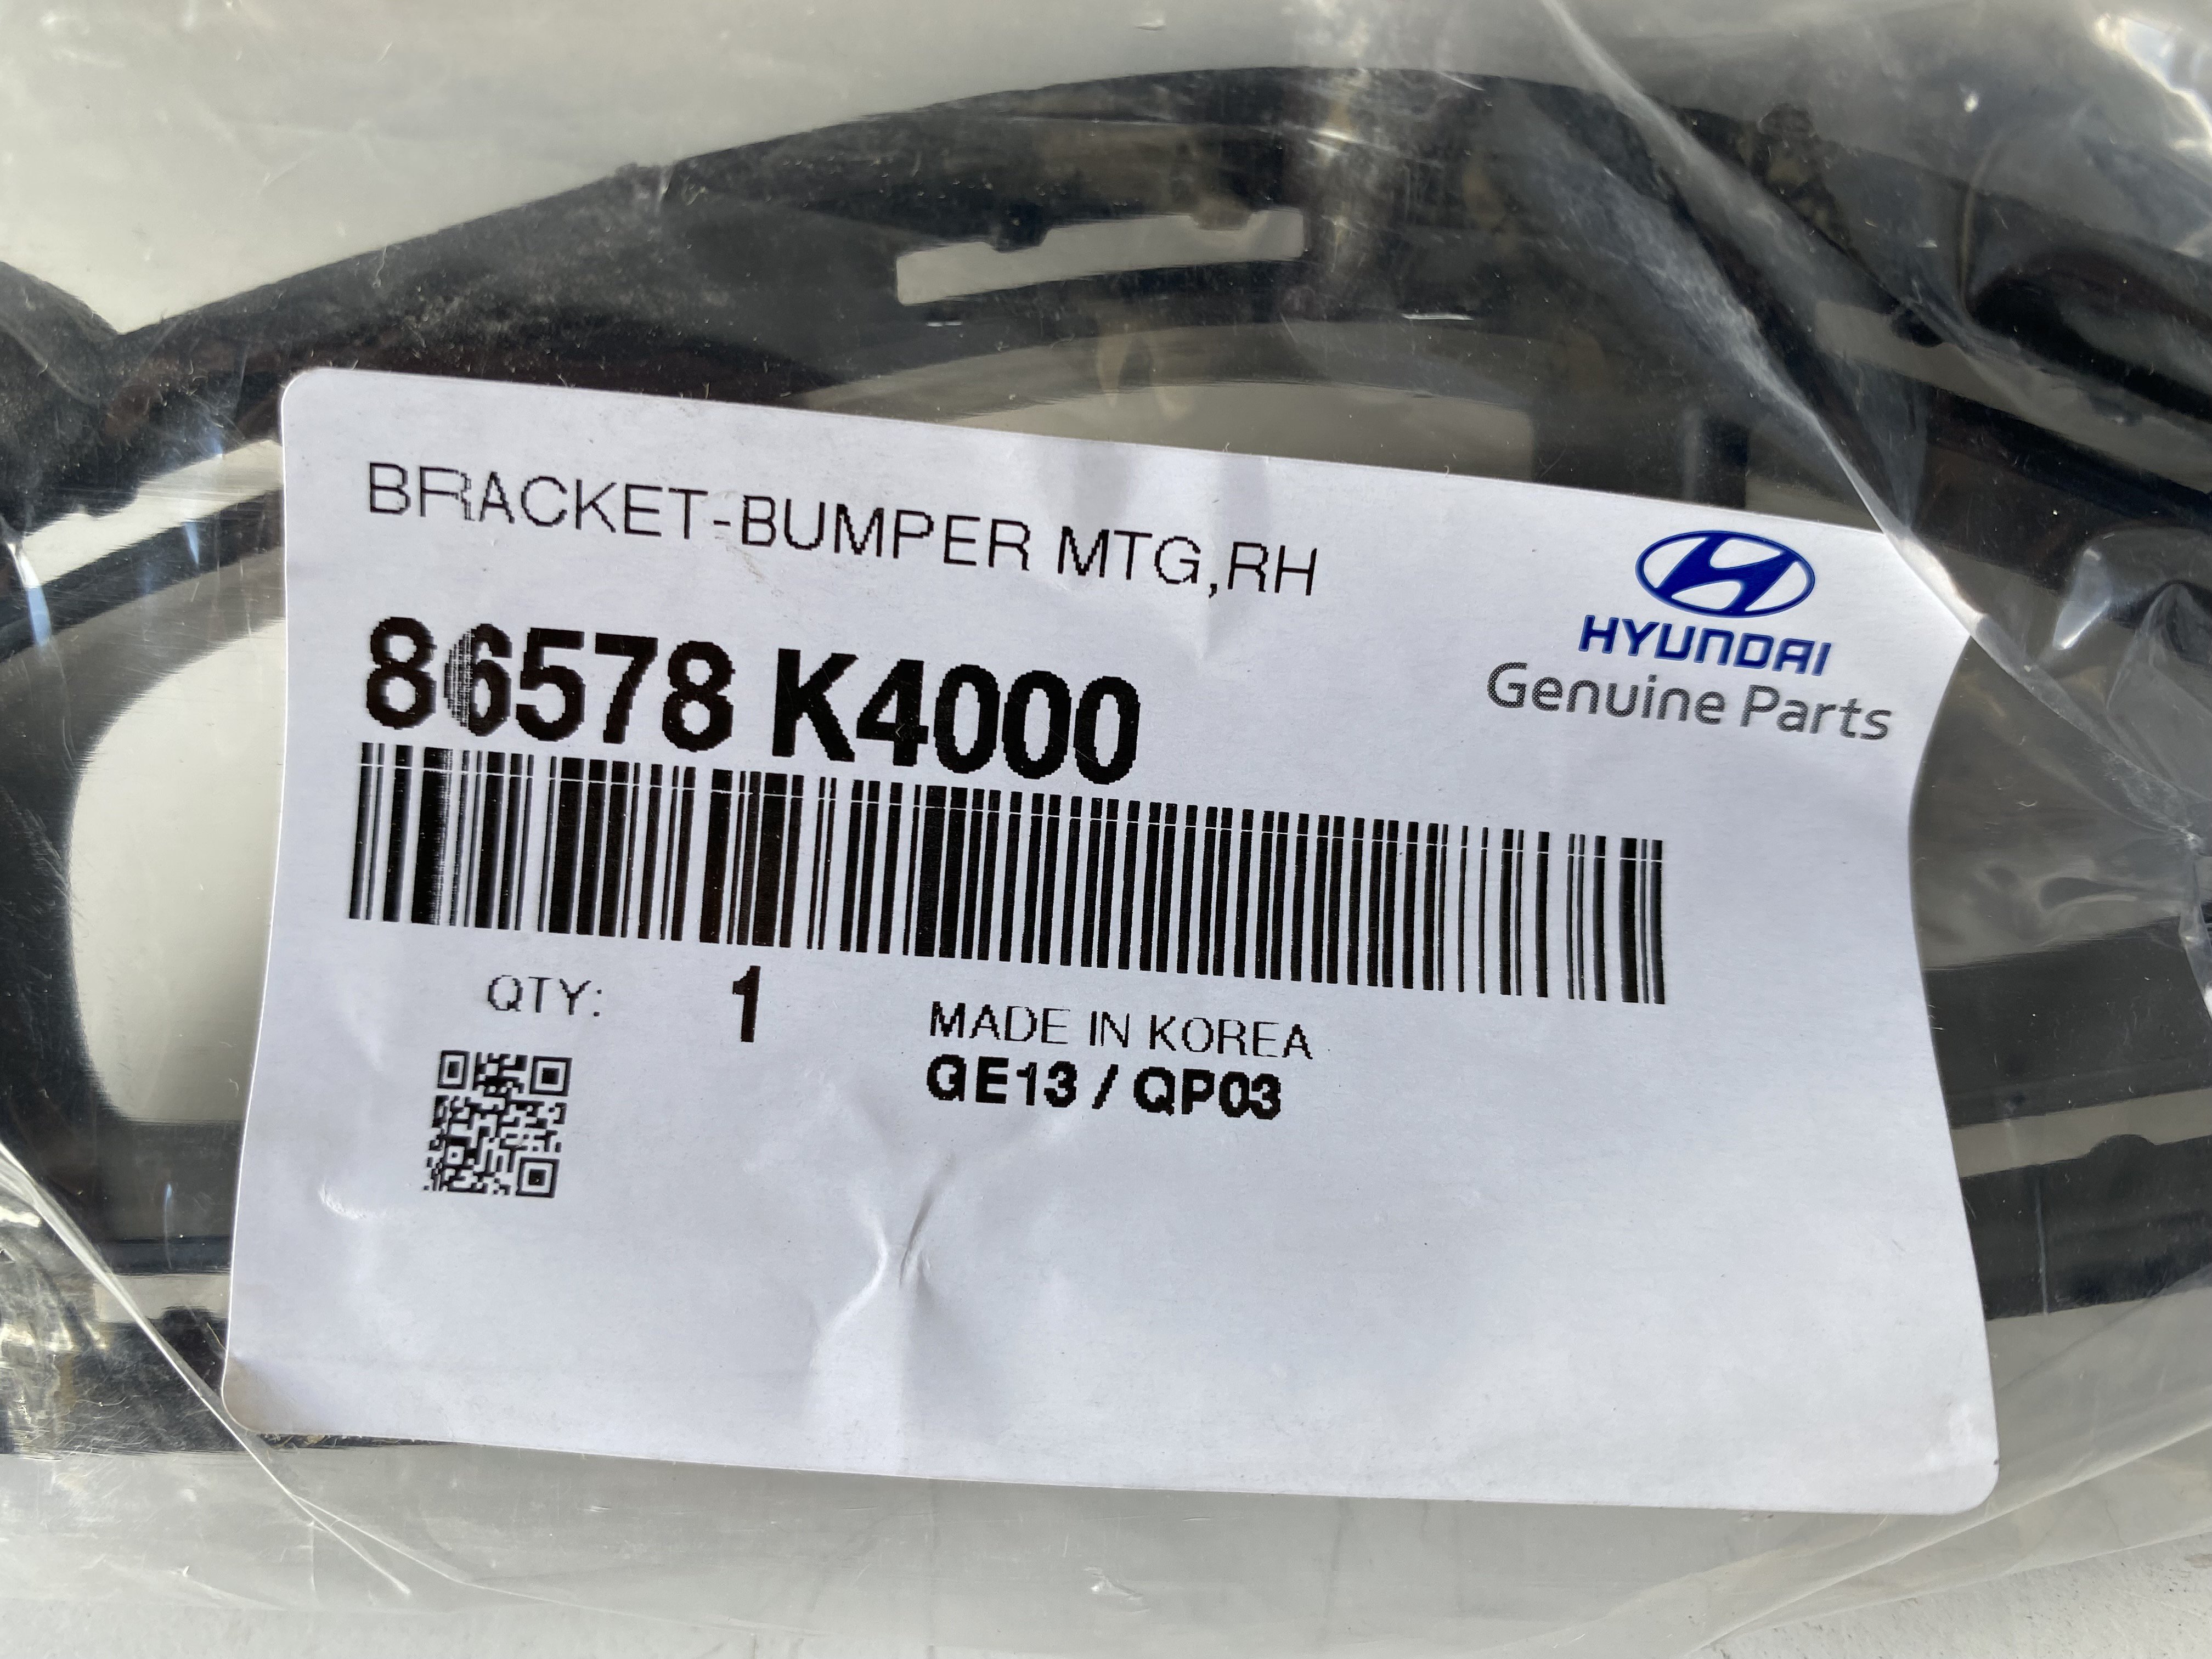 BRACKET-BUMPER MTG,RH
86578 K4000
HYUNDAI
Genuine Parts
QTY: 1
MADE IN KOREA
GE13 / QP03